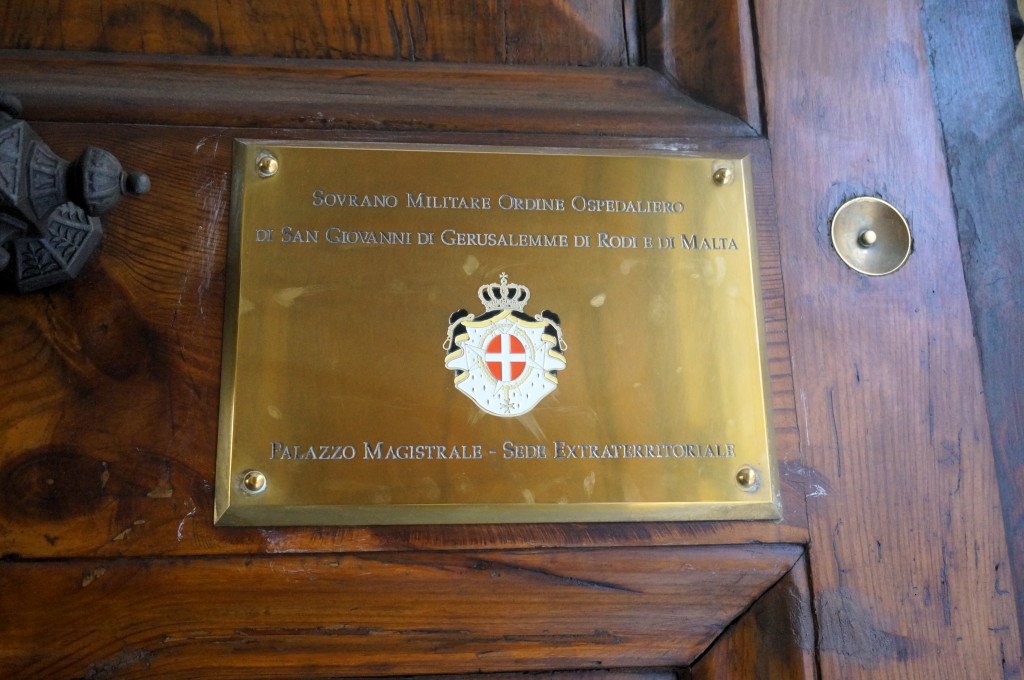 SOVRANO MILITARE ORDINE OSPEDALIERO
DI SAN GIOVANNI DI GERUSALEMME DI RODI E DI MALTA
PALAZZO MAGISTRALE - SEDE EXTRATERRITORIALE